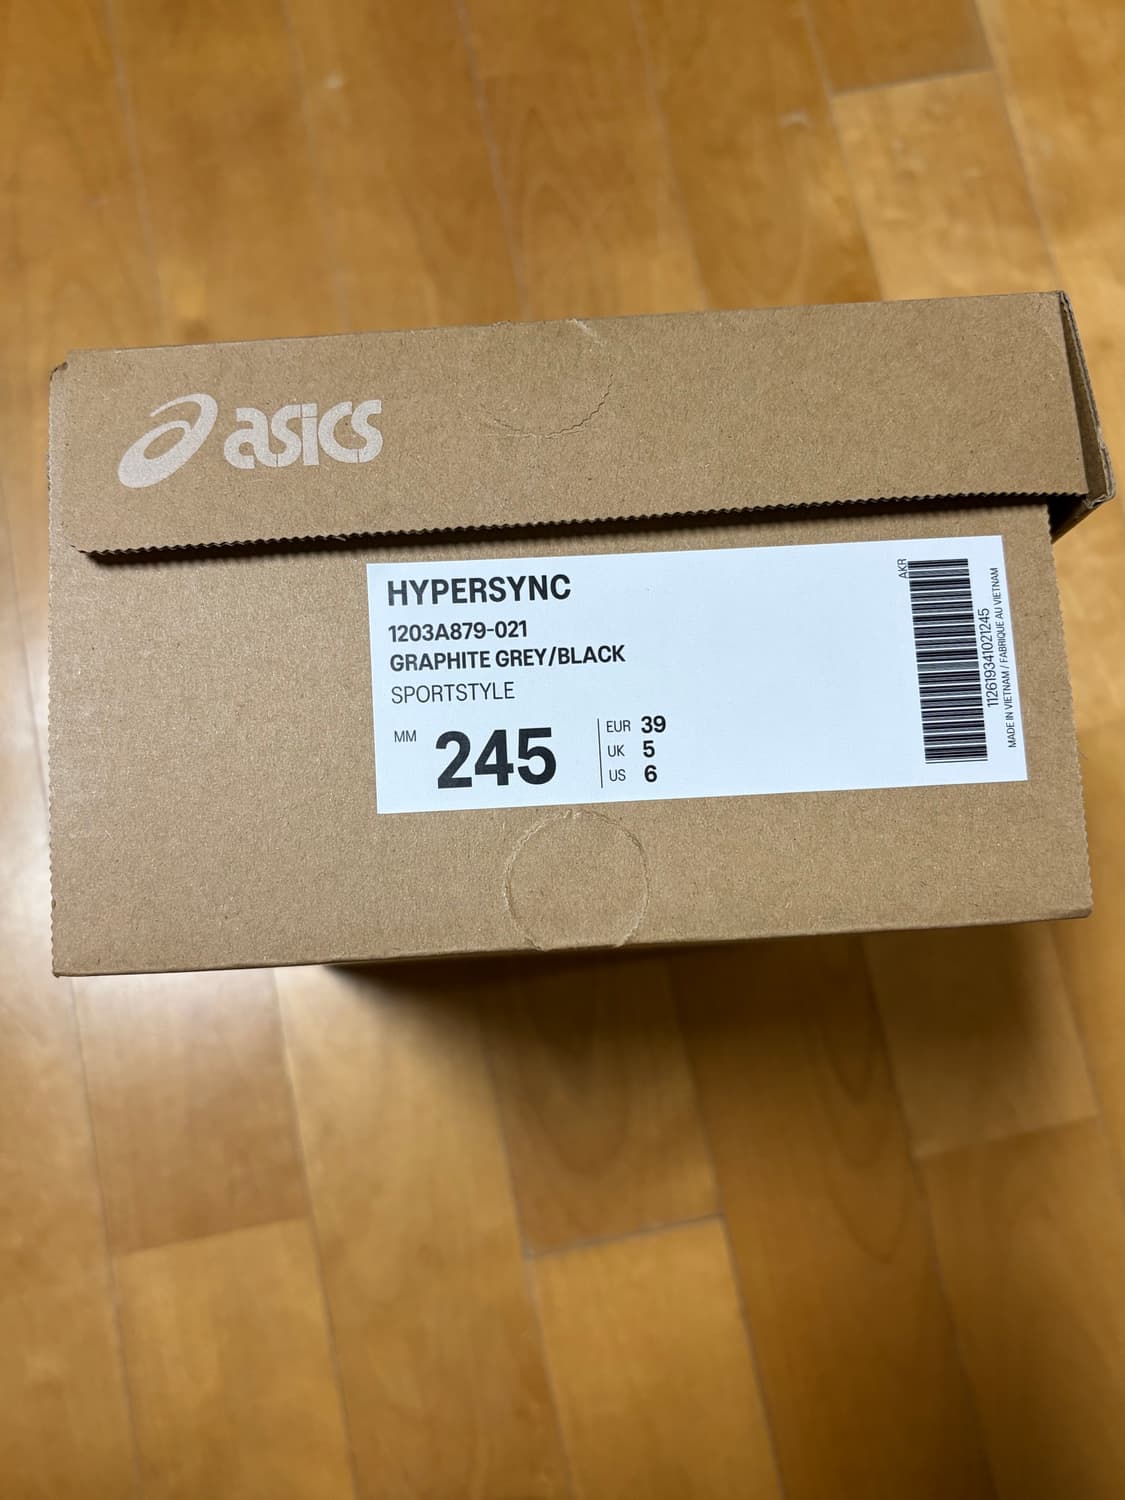 asics
HYPERSYNC
1203A879-021
GRAPHITE GREY/BLACK
SPORTSTYLE
MM 245
EUR 39
UK 5
US 6
AKR
112619341021245
MADE IN VIETNAM / FABRIQUE AU VIETNAM